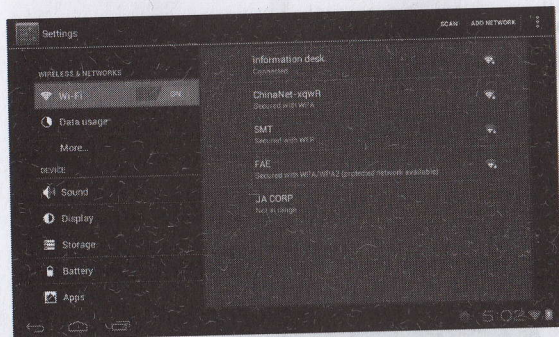 Settings
SCAN ADD NETWORK
WIRELESS & NETWORKS
Wi-Fi ON
Data usage
More...
DEVICE
Sound
Display
Storage
Battery
Apps
information desk
Connected
ChinaNet-xqwR
Secured with WPA
SMT
Secured with WEP
FAE
Secured with WPA/WPA2 (protected network available)
JA CORP
Not in range
5:02